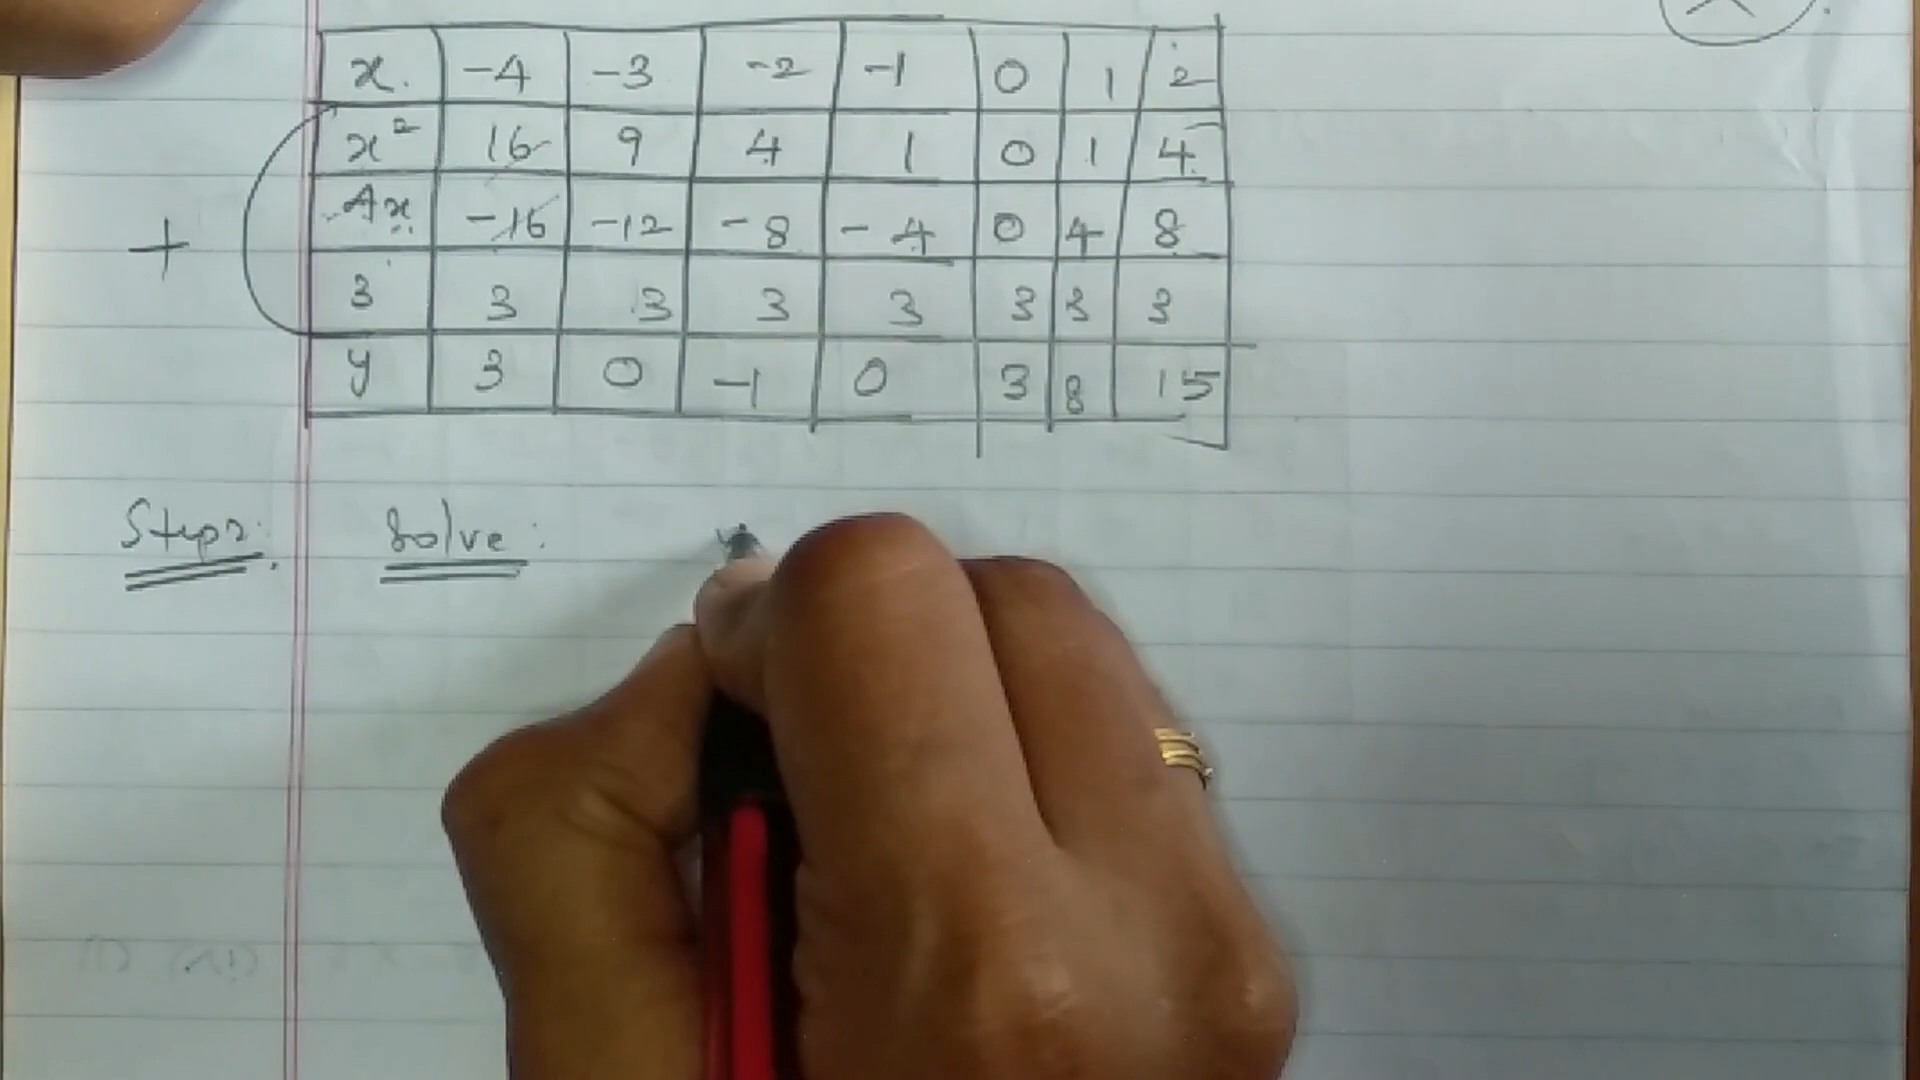 x. -4 -3 -2 -1 0 1 2
x² 16 9 4 1 0 1 4
4x -16 -12 -8 -4 0 4 8
+
3 3 3 3 3 3 3 3
y 3 0 -1 0 3 8 15
Step2: Solve: